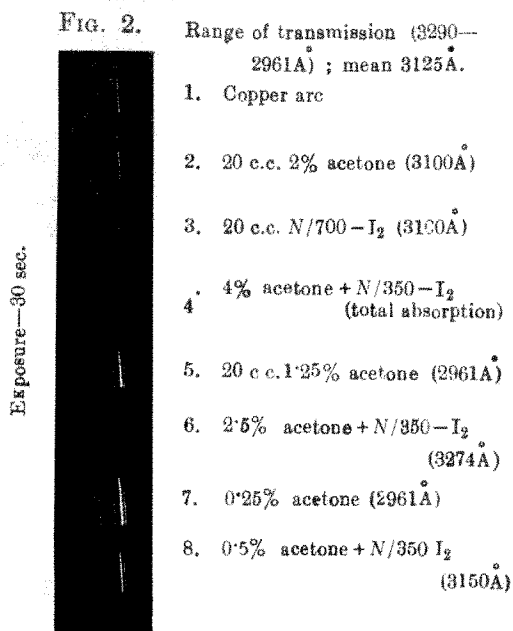 FIG. 2.
Range of transmission (3290—
2961Å) ; mean 3125Å.
1. Copper arc
2. 20 c.c. 2% acetone (3100Å)
3. 20 c.c. N/700 – I₂ (3100Å)
4. 4% acetone + N/350 – I₂
(total absorption)
5. 20 c c. 1·25% acetone (2961Å)
6. 2·5% acetone + N/350 – I₂
(3274Å)
7. 0·25% acetone (2961Å)
8. 0·5% acetone + N/350 I₂
(3150Å)
Exposure—30 sec.